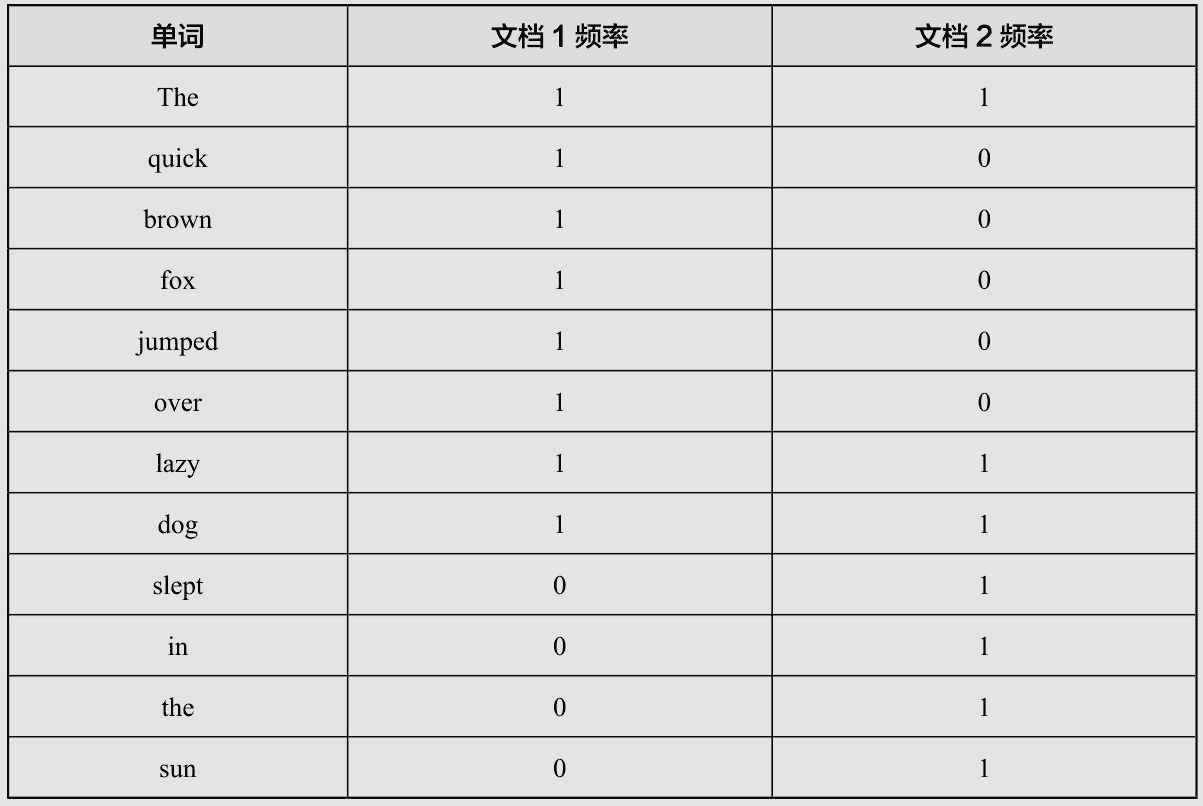 单词 文档 1 频率 文档 2 频率
The 1 1
quick 1 0
brown 1 0
fox 1 0
jumped 1 0
over 1 0
lazy 1 1
dog 1 1
slept 0 1
in 0 1
the 0 1
sun 0 1